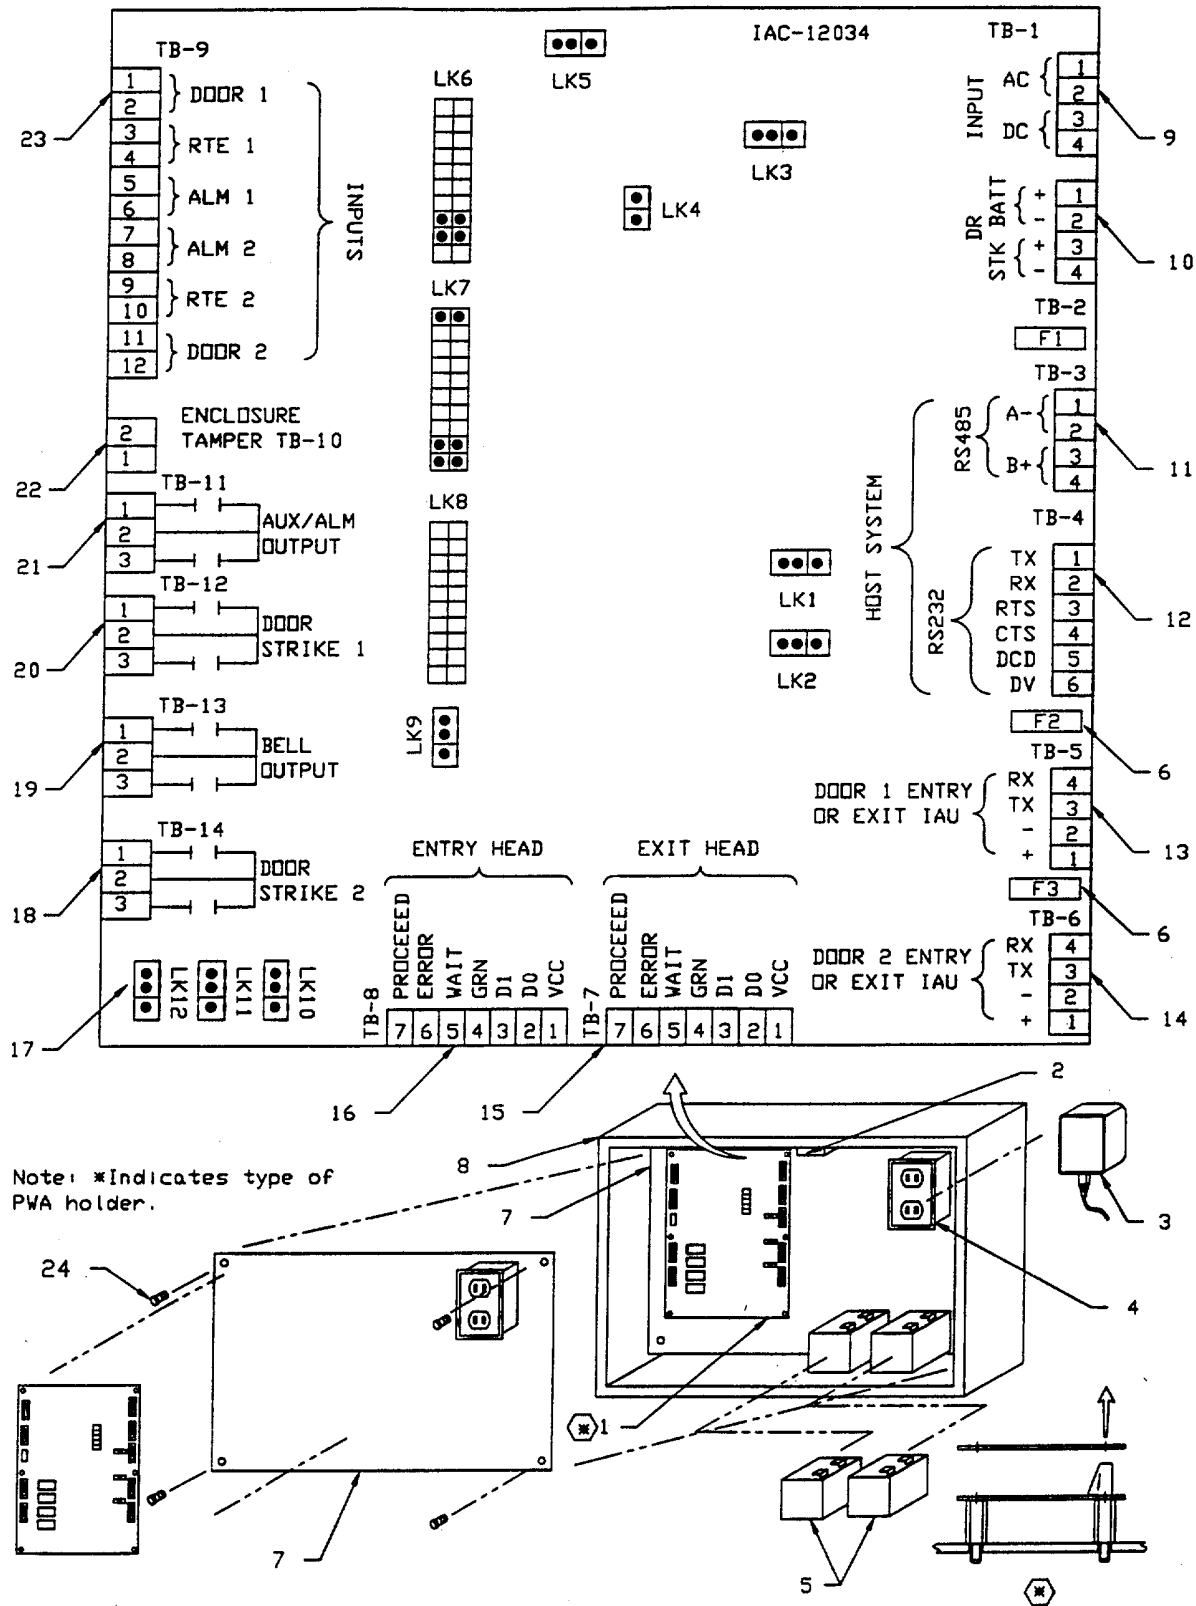 IAC-12034
TB-1
TB-9
LK5
LK6
LK3
LK4
1
2
DOOR 1
3
4
RTE 1
5
6
ALM 1
7
8
ALM 2
9
10
RTE 2
11
12
DOOR 2
INPUTS
23
INPUT
AC
DC
1
2
3
4
9
DR
STK
BATT
+
-
+
-
1
2
3
4
10
TB-2
F1
LK7
TB-3
HOST SYSTEM
RS485
A-
B+
1
2
3
4
11
ENCLOSURE
TAMPER TB-10
2
1
22
TB-11
1
2
3
AUX/ALM
OUTPUT
21
LK8
TB-4
RS232
TX 1
RX 2
RTS 3
CTS 4
DCD 5
DV 6
12
LK1
LK2
TB-12
1
2
3
DOOR
STRIKE 1
20
F2
6
TB-13
1
2
3
BELL
OUTPUT
19
LK9
TB-5
DOOR 1 ENTRY
OR EXIT IAU
RX 4
TX 3
- 2
+ 1
13
TB-14
1
2
3
DOOR
STRIKE 2
18
F3
6
TB-6
DOOR 2 ENTRY
OR EXIT IAU
RX 4
TX 3
- 2
+ 1
14
LK12
LK11
LK10
17
ENTRY HEAD
TB-8
PROCEEED
ERROR
WAIT
GRN
D1
D0
VCC
7 6 5 4 3 2 1
16
EXIT HEAD
TB-7
PROCEEED
ERROR
WAIT
GRN
D1
D0
VCC
7 6 5 4 3 2 1
15
2
8
7
3
4
Note: *Indicates type of
PWA holder.
24
* 1
7
5
*